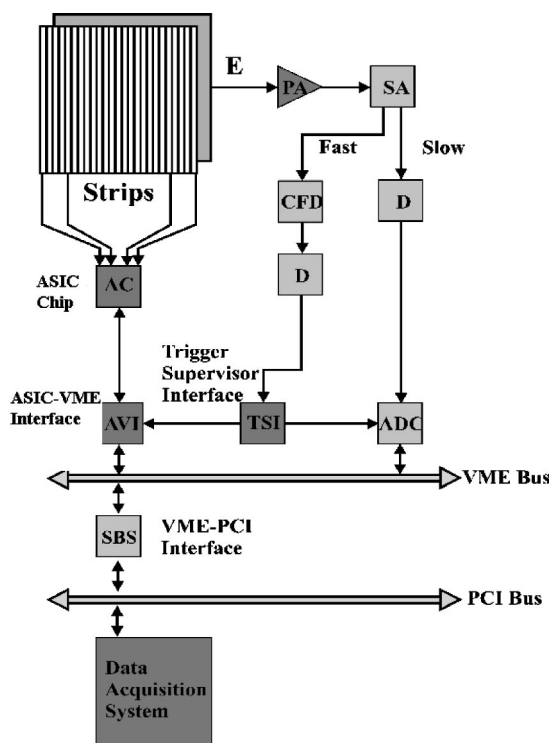 E
PA
SA
Fast
Slow
Strips
CFD
D
D
ASIC
Chip
AC
Trigger
Supervisor
Interface
ASIC-VME
Interface
AVI
TSI
ADC
VME Bus
SBS
VME-PCI
Interface
PCI Bus
Data
Acquisition
System